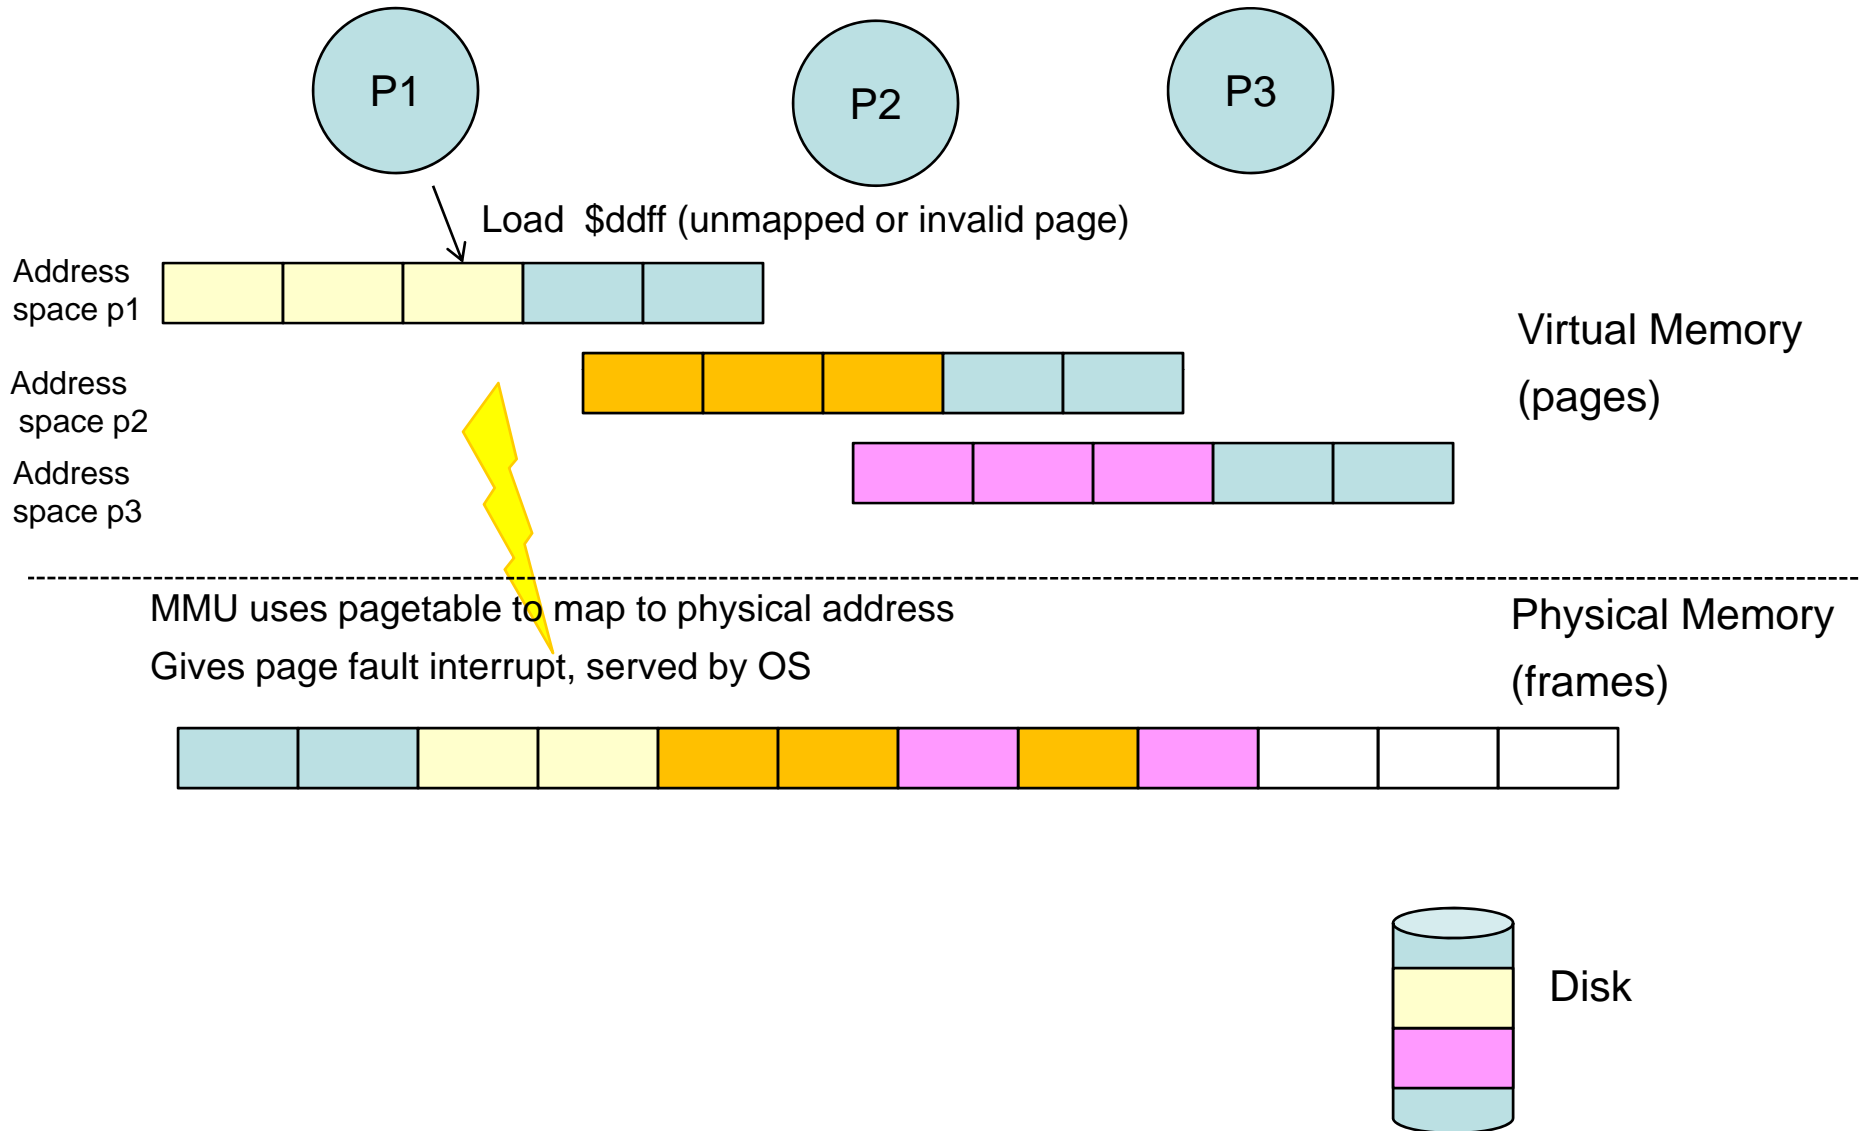 P1
P2
P3
Load  $ddff (unmapped or invalid page)
Address
space p1
Address
space p2
Address
space p3
Virtual Memory
(pages)
MMU uses pagetable to map to physical address
Gives page fault interrupt, served by OS
Physical Memory
(frames)
Disk